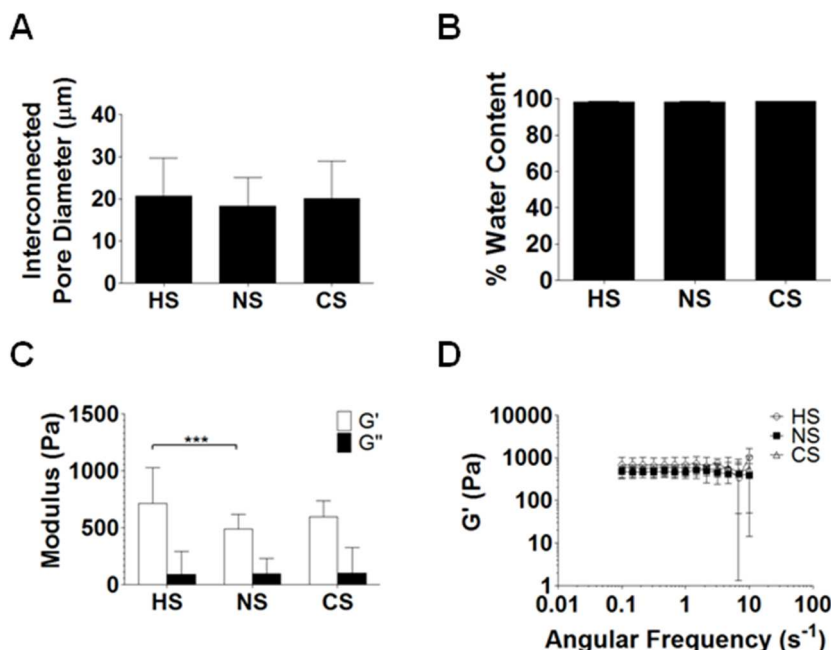 A
Interconnected
Pore Diameter (μm)
40
30
20
10
0
HS NS CS
B
% Water Content
100
80
60
40
20
0
HS NS CS
C
Modulus (Pa)
1500
1000
500
0
***
G'
G"
HS NS CS
D
G' (Pa)
10000
1000
100
10
1
HS
NS
CS
0.01 0.1 1 10 100
Angular Frequency (s⁻¹)